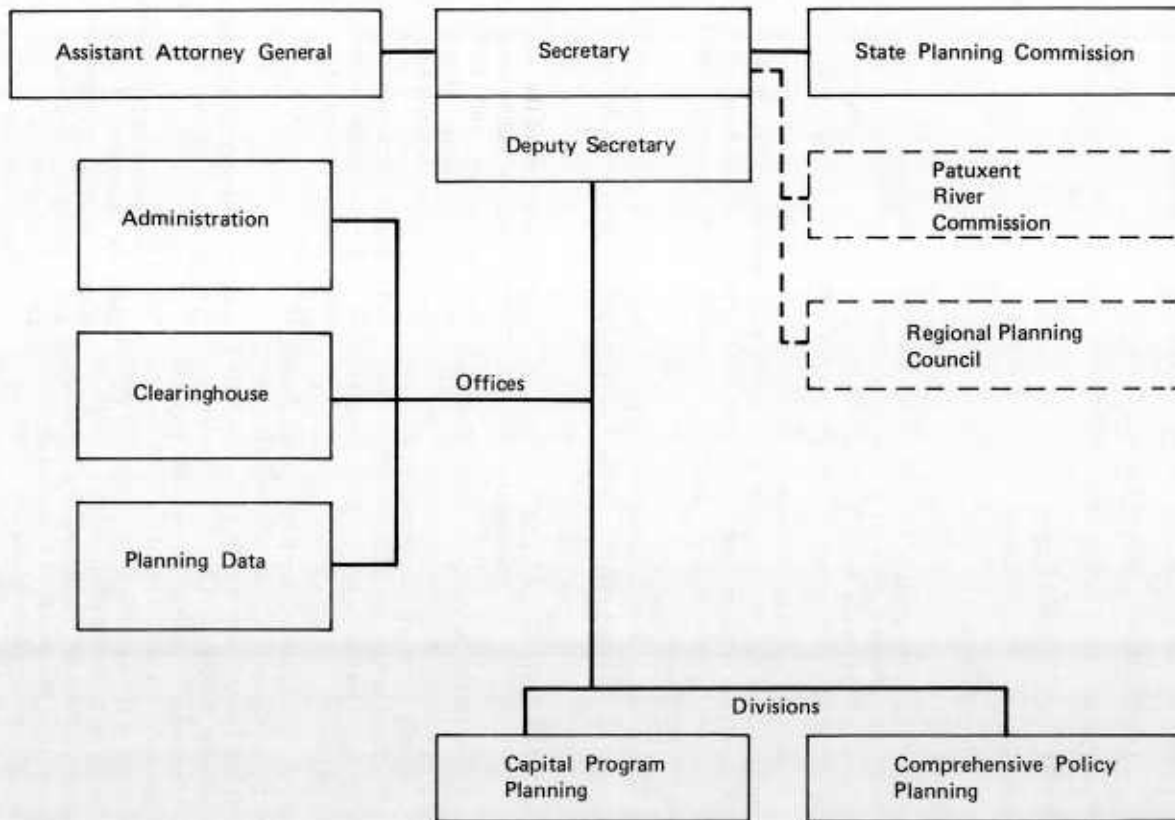 Assistant Attorney General
Secretary
State Planning Commission
Deputy Secretary
Patuxent
River
Commission
Administration
Regional Planning
Council
Clearinghouse
Offices
Planning Data
Divisions
Capital Program
Planning
Comprehensive Policy
Planning